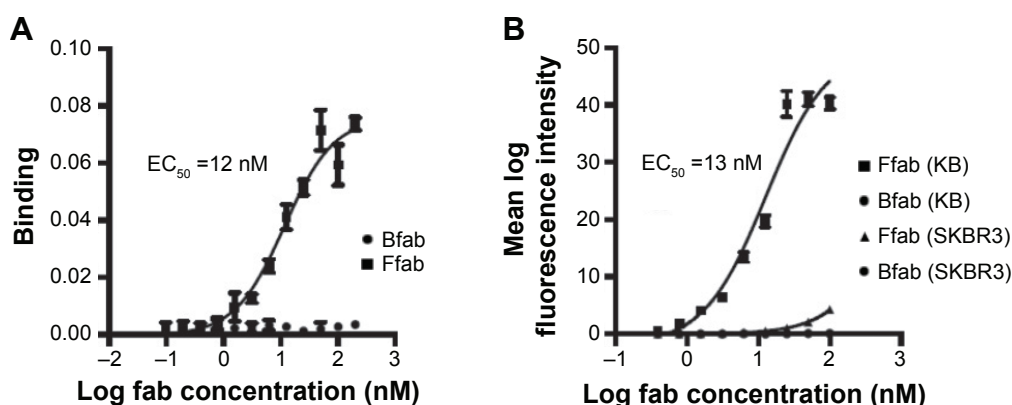 A
Binding
0.10
0.08
0.06
0.04
0.02
0.00
EC50 =12 nM
Bfab
Ffab
–2
–1
0
1
2
3
Log fab concentration (nM)
B
Mean log
fluorescence intensity
50
40
30
20
10
0
EC50 =13 nM
Ffab (KB)
Bfab (KB)
Ffab (SKBR3)
Bfab (SKBR3)
–1
0
1
2
3
Log fab concentration (nM)